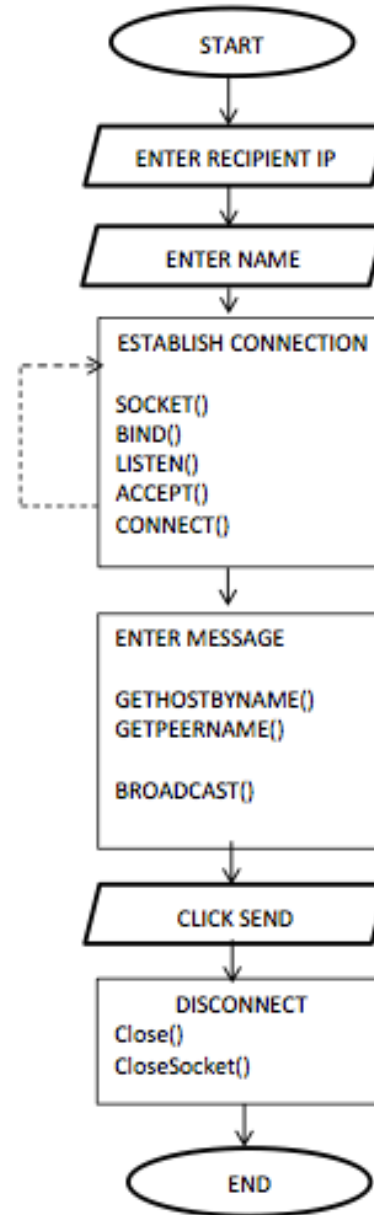 START
ENTER RECIPIENT IP
ENTER NAME
ESTABLISH CONNECTION
SOCKET()
BIND()
LISTEN()
ACCEPT()
CONNECT()
ENTER MESSAGE
GETHOSTBYNAME()
GETPEERNAME()
BROADCAST()
CLICK SEND
DISCONNECT
Close()
CloseSocket()
END